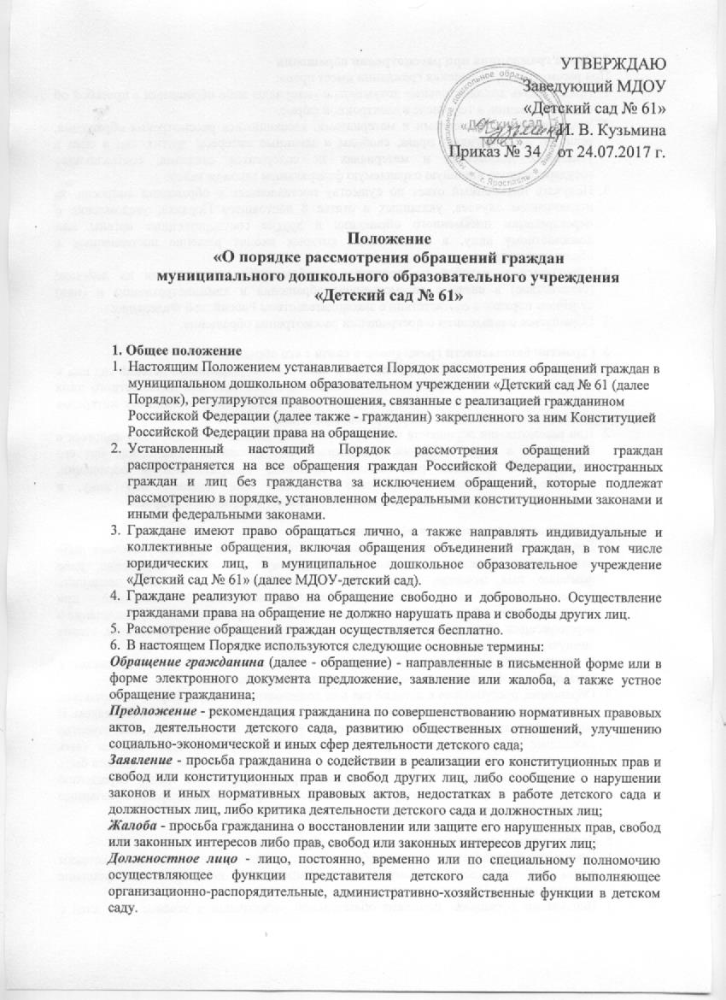 УТВЕРЖДАЮ
Заведующий МДОУ
«Детский сад № 61»
И. В. Кузьмина
Приказ № 34 от 24.07.2017 г.
Положение
«О порядке рассмотрения обращений граждан
муниципального дошкольного образовательного учреждения
«Детский сад № 61»
1. Общее положение
1. Настоящим Положением устанавливается Порядок рассмотрения обращений граждан в
муниципальном дошкольном образовательном учреждении «Детский сад № 61 (далее
Порядок), регулируются правоотношения, связанные с реализацией гражданином
Российской Федерации (далее также - гражданин) закрепленного за ним Конституцией
Российской Федерации права на обращение.
2. Установленный настоящий Порядок рассмотрения обращений граждан
распространяется на все обращения граждан Российской Федерации, иностранных
граждан и лиц без гражданства за исключением обращений, которые подлежат
рассмотрению в порядке, установленном федеральными конституционными законами и
иными федеральными законами.
3. Граждане имеют право обращаться лично, а также направлять индивидуальные и
коллективные обращения, включая обращения объединений граждан, в том числе
юридических лиц, в муниципальное дошкольное образовательное учреждение
«Детский сад № 61» (далее МДОУ-детский сад).
4. Граждане реализуют право на обращение свободно и добровольно. Осуществление
гражданами права на обращение не должно нарушать права и свободы других лиц.
5. Рассмотрение обращений граждан осуществляется бесплатно.
6. В настоящем Порядке используются следующие основные термины:
Обращение гражданина (далее - обращение) - направленные в письменной форме или в
форме электронного документа предложение, заявление или жалоба, а также устное
обращение гражданина;
Предложение - рекомендация гражданина по совершенствованию нормативных правовых
актов, деятельности детского сада, развитию общественных отношений, улучшению
социально-экономической и иных сфер деятельности детского сада;
Заявление - просьба гражданина о содействии в реализации его конституционных прав и
свобод или конституционных прав и свобод других лиц, либо сообщение о нарушении
законов и иных нормативных правовых актов, недостатках в работе детского сада и
должностных лиц, либо критика деятельности детского сада и должностных лиц;
Жалоба - просьба гражданина о восстановлении или защите его нарушенных прав, свобод
или законных интересов либо прав, свобод или законных интересов других лиц;
Должностное лицо - лицо, постоянно, временно или по специальному полномочию
осуществляющее функции представителя детского сада либо выполняющее
организационно-распорядительные, административно-хозяйственные функции в детском
саду.